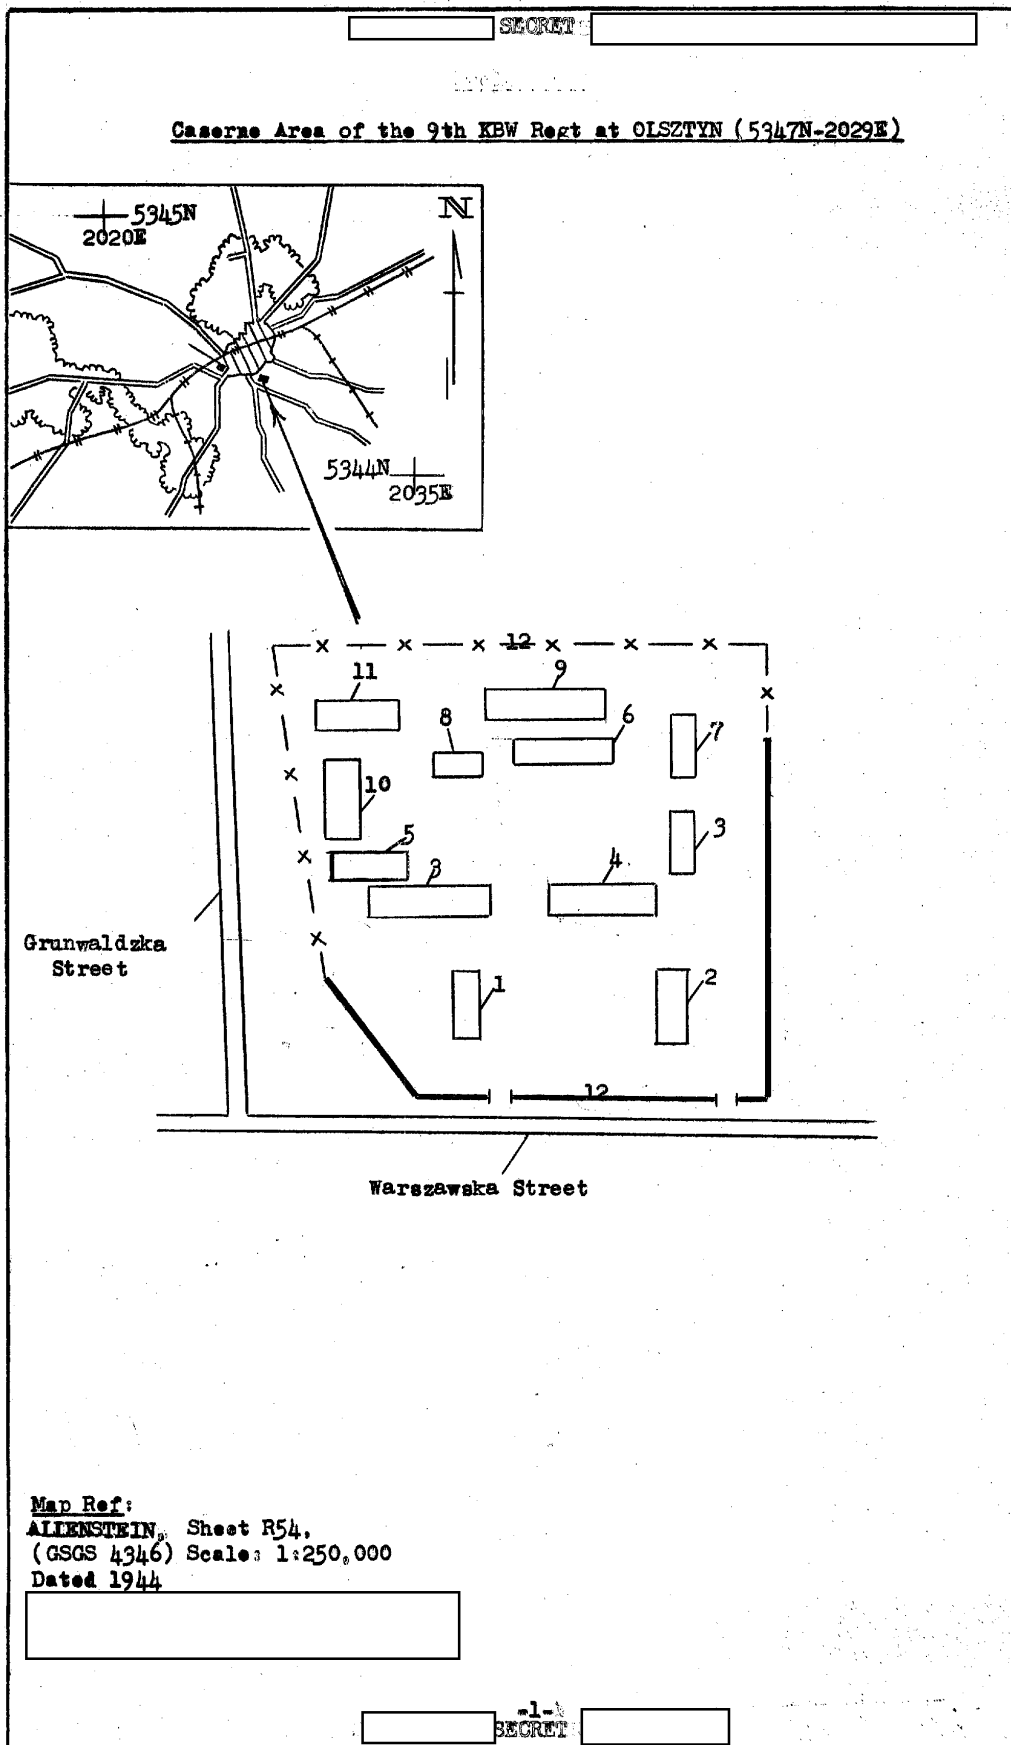 SECRET
Caserne Area of the 9th KBW Regt at OLSZTYN (5347N-2029E)
5345N
2020E
N
5344N
2035E
12
11
9
8
6
7
10
5
3
3
4
1
2
12
Grunwaldzka
Street
Warszawska Street
Map Ref:
ALLENSTEIN, Sheet R54,
(GSGS 4346) Scale: 1:250,000
Dated 1944
-1-
SECRET